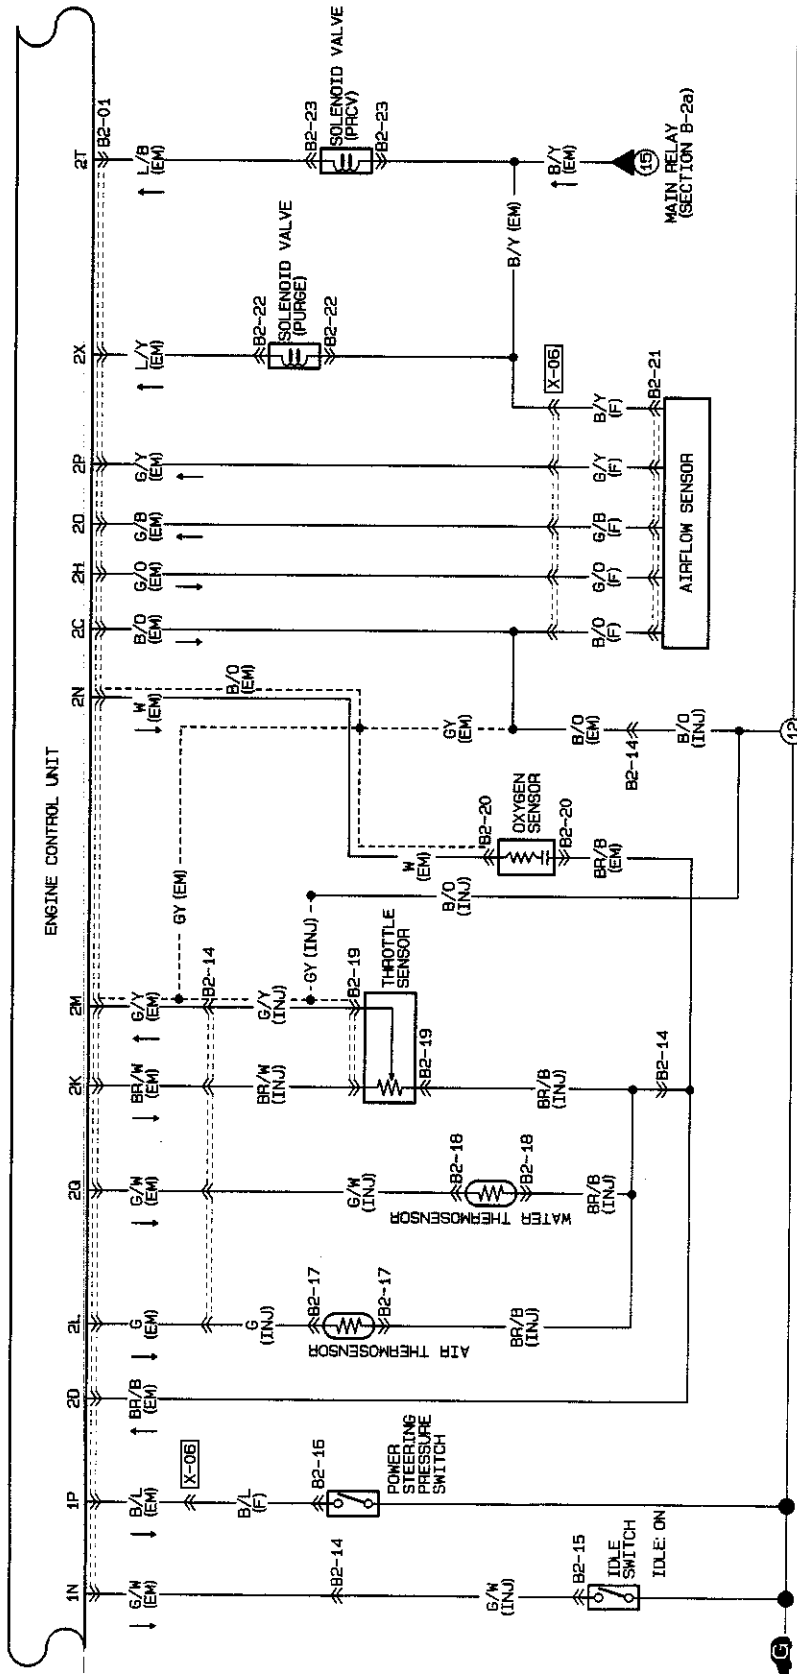 ENGINE CONTROL UNIT
1N
1P
2D
2L
2Q
2K
2M
2N
2C
2H
2O
2P
2X
2T
B2-01
G/W
(EM)
B/L
(EM)
BR/B
(EM)
G
(EM)
G/W
(EM)
BR/W
(EM)
G/Y
(EM)
W
(EM)
B/O
(EM)
G/O
(EM)
G/B
(EM)
G/Y
(EM)
L/Y
(EM)
L/B
(EM)
X-06
B2-14
GY (EM)
B/O
(EM)
B/L
(F)
G
(INJ)
BR/W
(INJ)
G/Y
(INJ)
GY (INJ)
B2-22
SOLENOID VALVE
(PURGE)
B2-22
B2-23
SOLENOID VALVE
(PRCV)
B2-23
B2-14
B2-16
POWER
STEERING
PRESSURE
SWITCH
B2-17
AIR THERMOSENSOR
B2-17
G/W
(INJ)
B2-19
THROTTLE
SENSOR
B2-19
W
(EM)
B/O
(INJ)
GY
(EM)
B/Y (EM)
B/Y
(EM)
15
MAIN RELAY
(SECTION B-2a)
G/W
(INJ)
BR/B
(INJ)
B2-18
WATER THERMOSENSOR
B2-18
BR/B
(INJ)
B2-20
OXYGEN
SENSOR
B2-20
X-06
B/O
(F)
G/O
(F)
G/B
(F)
G/Y
(F)
B/Y
(F)
B2-21
AIRFLOW SENSOR
B2-15
IDLE
SWITCH
IDLE: ON
BR/B
(INJ)
B2-14
BR/B
(EM)
B/O
(EM)
B2-14
B/O
(INJ)
12
G